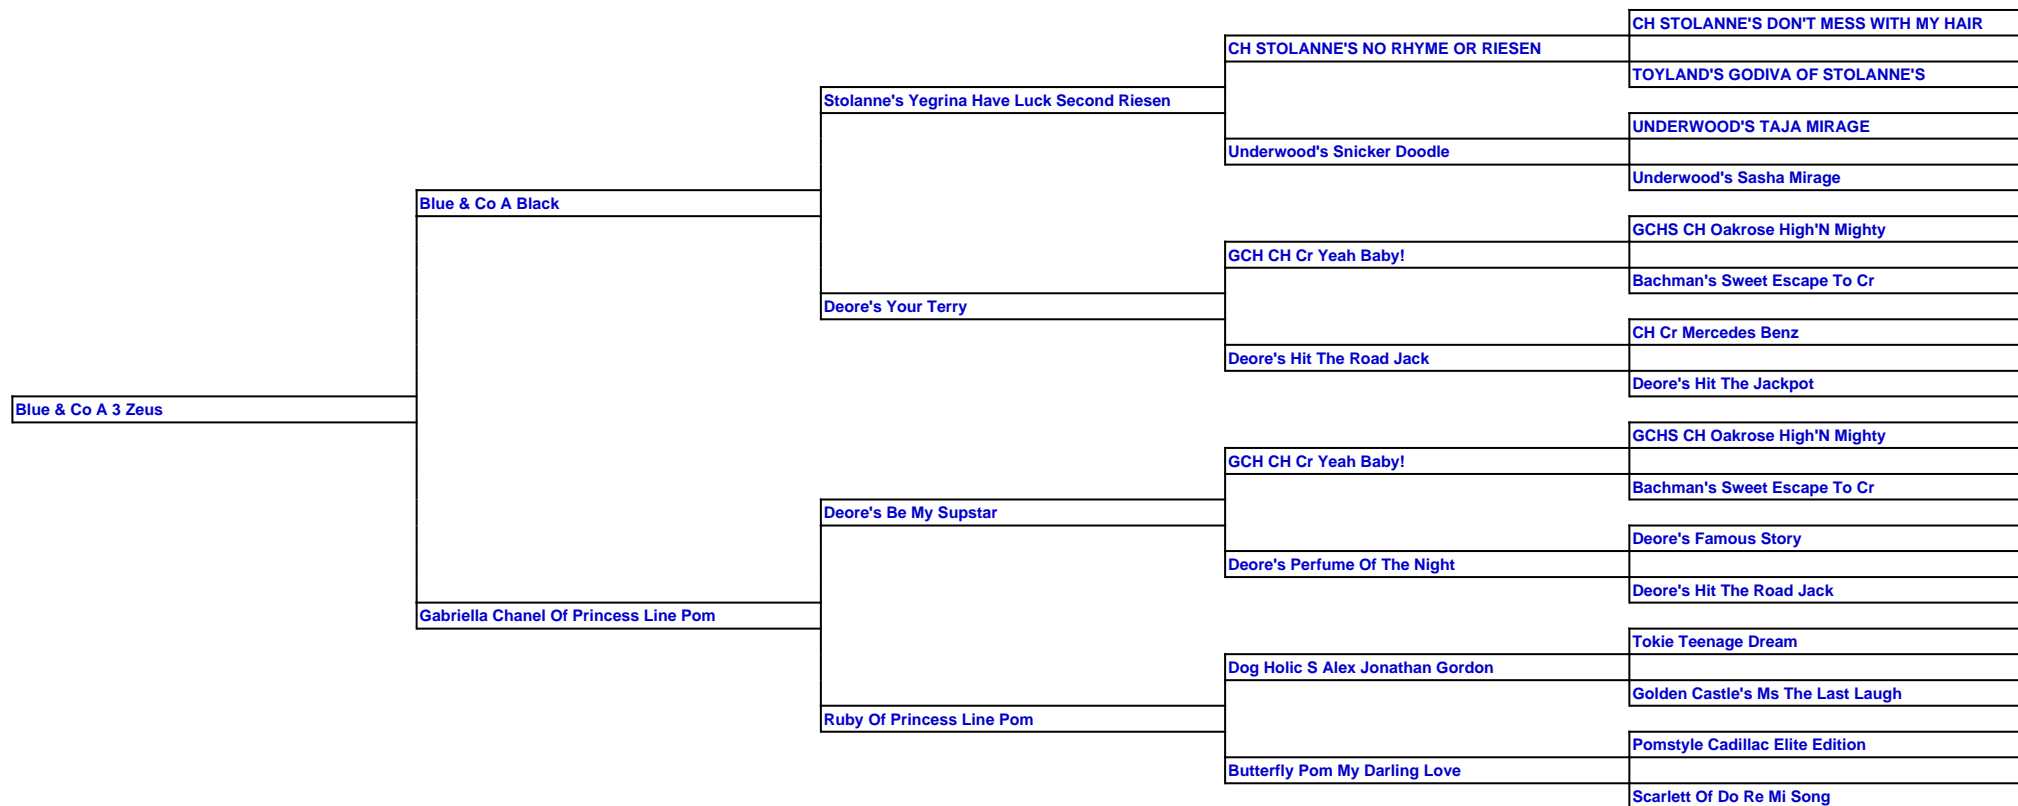 CH STOLANNE'S DON'T MESS WITH MY HAIR
CH STOLANNE'S NO RHYME OR RIESEN
TOYLAND'S GODIVA OF STOLANNE'S
Stolanne's Yegrina Have Luck Second Riesen
UNDERWOOD'S TAJA MIRAGE
Underwood's Snicker Doodle
Underwood's Sasha Mirage
Blue & Co A Black
GCHS CH Oakrose High'N Mighty
GCH CH Cr Yeah Baby!
Bachman's Sweet Escape To Cr
Deore's Your Terry
CH Cr Mercedes Benz
Deore's Hit The Road Jack
Deore's Hit The Jackpot
Blue & Co A 3 Zeus
GCHS CH Oakrose High'N Mighty
GCH CH Cr Yeah Baby!
Bachman's Sweet Escape To Cr
Deore's Be My Supstar
Deore's Famous Story
Deore's Perfume Of The Night
Deore's Hit The Road Jack
Gabriella Chanel Of Princess Line Pom
Tokie Teenage Dream
Dog Holic S Alex Jonathan Gordon
Golden Castle's Ms The Last Laugh
Ruby Of Princess Line Pom
Pomstyle Cadillac Elite Edition
Butterfly Pom My Darling Love
Scarlett Of Do Re Mi Song